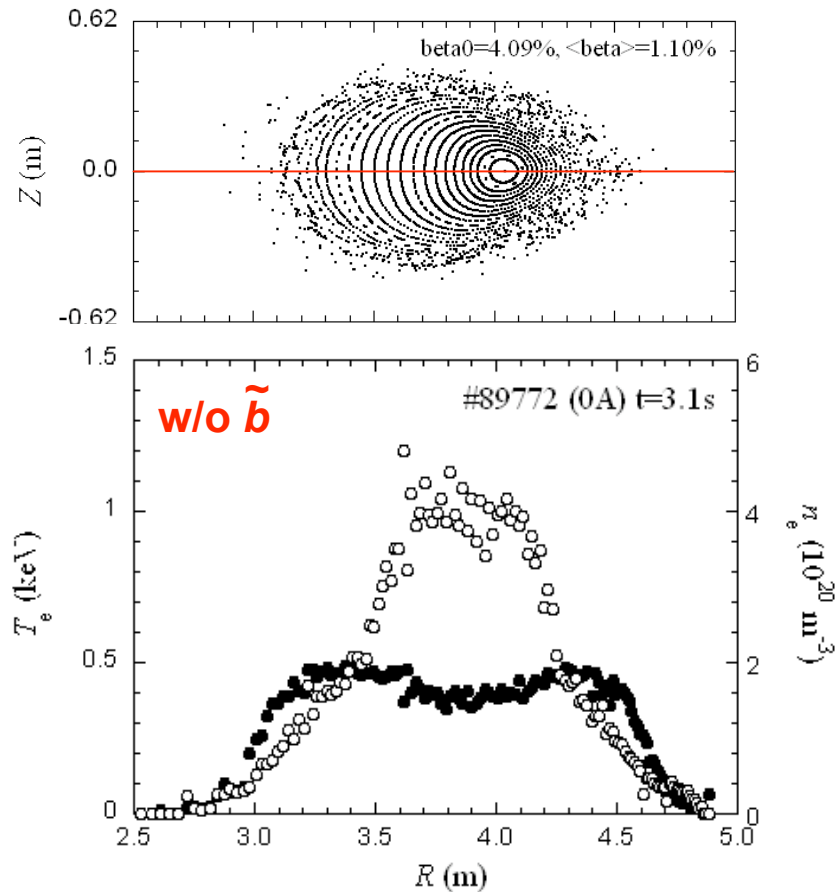 0.62
beta0=4.09%, <beta>=1.10%
Z (m)
0.0
-0.62
1.5
6
w/o b̃
#89772 (0A) t=3.1s
1
4
T_e (keV)
n_e (10^20 m^-3)
0.5
2
0
0
2.5 3.0 3.5 4.0 4.5 5.0
R (m)